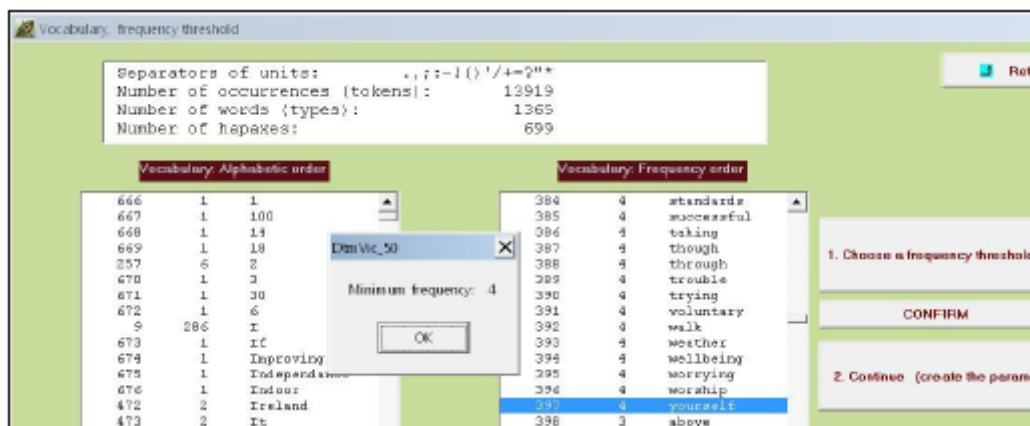 Vocabulary, frequency threshold
Separators of units: .,;:-!()'/+=?"*
Number of occurrences (tokens): 13919
Number of words (types): 1365
Number of hapaxes: 699
Ret
Vocabulary: Alphabetic order
666 1 1
667 1 100
668 1 14
669 1 18
257 6 2
670 1 3
671 1 30
672 1 6
9 286 I
673 1 If
674 1 Improving
675 1 Independance
676 1 Indoor
472 2 Ireland
473 2 It
DtmVic_50
Minimum frequency: 4
OK
Vocabulary: Frequency order
384 4 standards
385 4 successful
386 4 taking
387 4 though
388 4 through
389 4 trouble
390 4 trying
391 4 voluntary
392 4 walk
393 4 weather
394 4 wellbeing
395 4 worrying
396 4 worship
397 4 yourself
398 3 above
1. Choose a frequency threshold
CONFIRM
2. Continue (create the parame